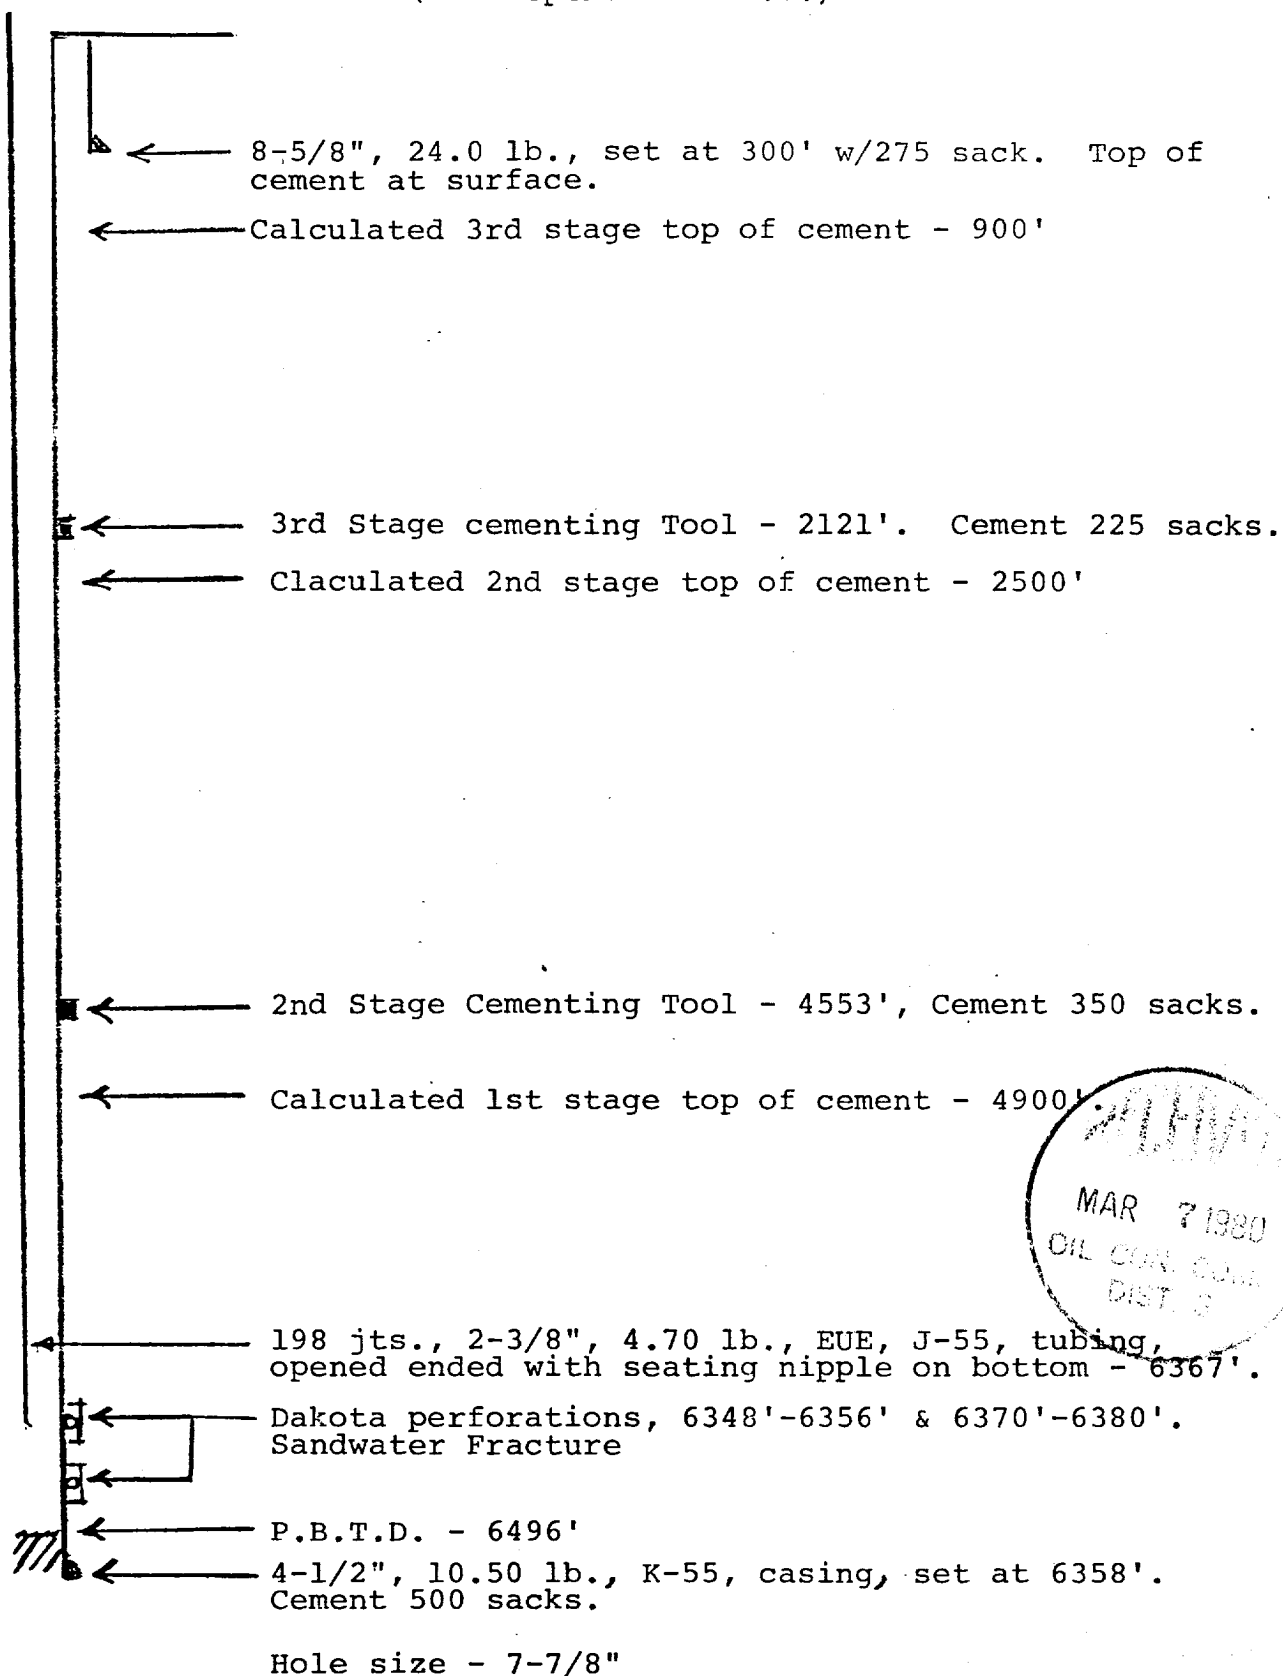 8-5/8", 24.0 lb., set at 300' w/275 sack. Top of
cement at surface.
Calculated 3rd stage top of cement - 900'
3rd Stage cementing Tool - 2121'. Cement 225 sacks.
Claculated 2nd stage top of cement - 2500'
2nd Stage Cementing Tool - 4553', Cement 350 sacks.
Calculated 1st stage top of cement - 4900'.
MAR 7 1980
OIL CON. COM.
DIST. 3
198 jts., 2-3/8", 4.70 lb., EUE, J-55, tubing,
opened ended with seating nipple on bottom - 6367'.
Dakota perforations, 6348'-6356' & 6370'-6380'.
Sandwater Fracture
P.B.T.D. - 6496'
4-1/2", 10.50 lb., K-55, casing, set at 6358'.
Cement 500 sacks.
Hole size - 7-7/8"